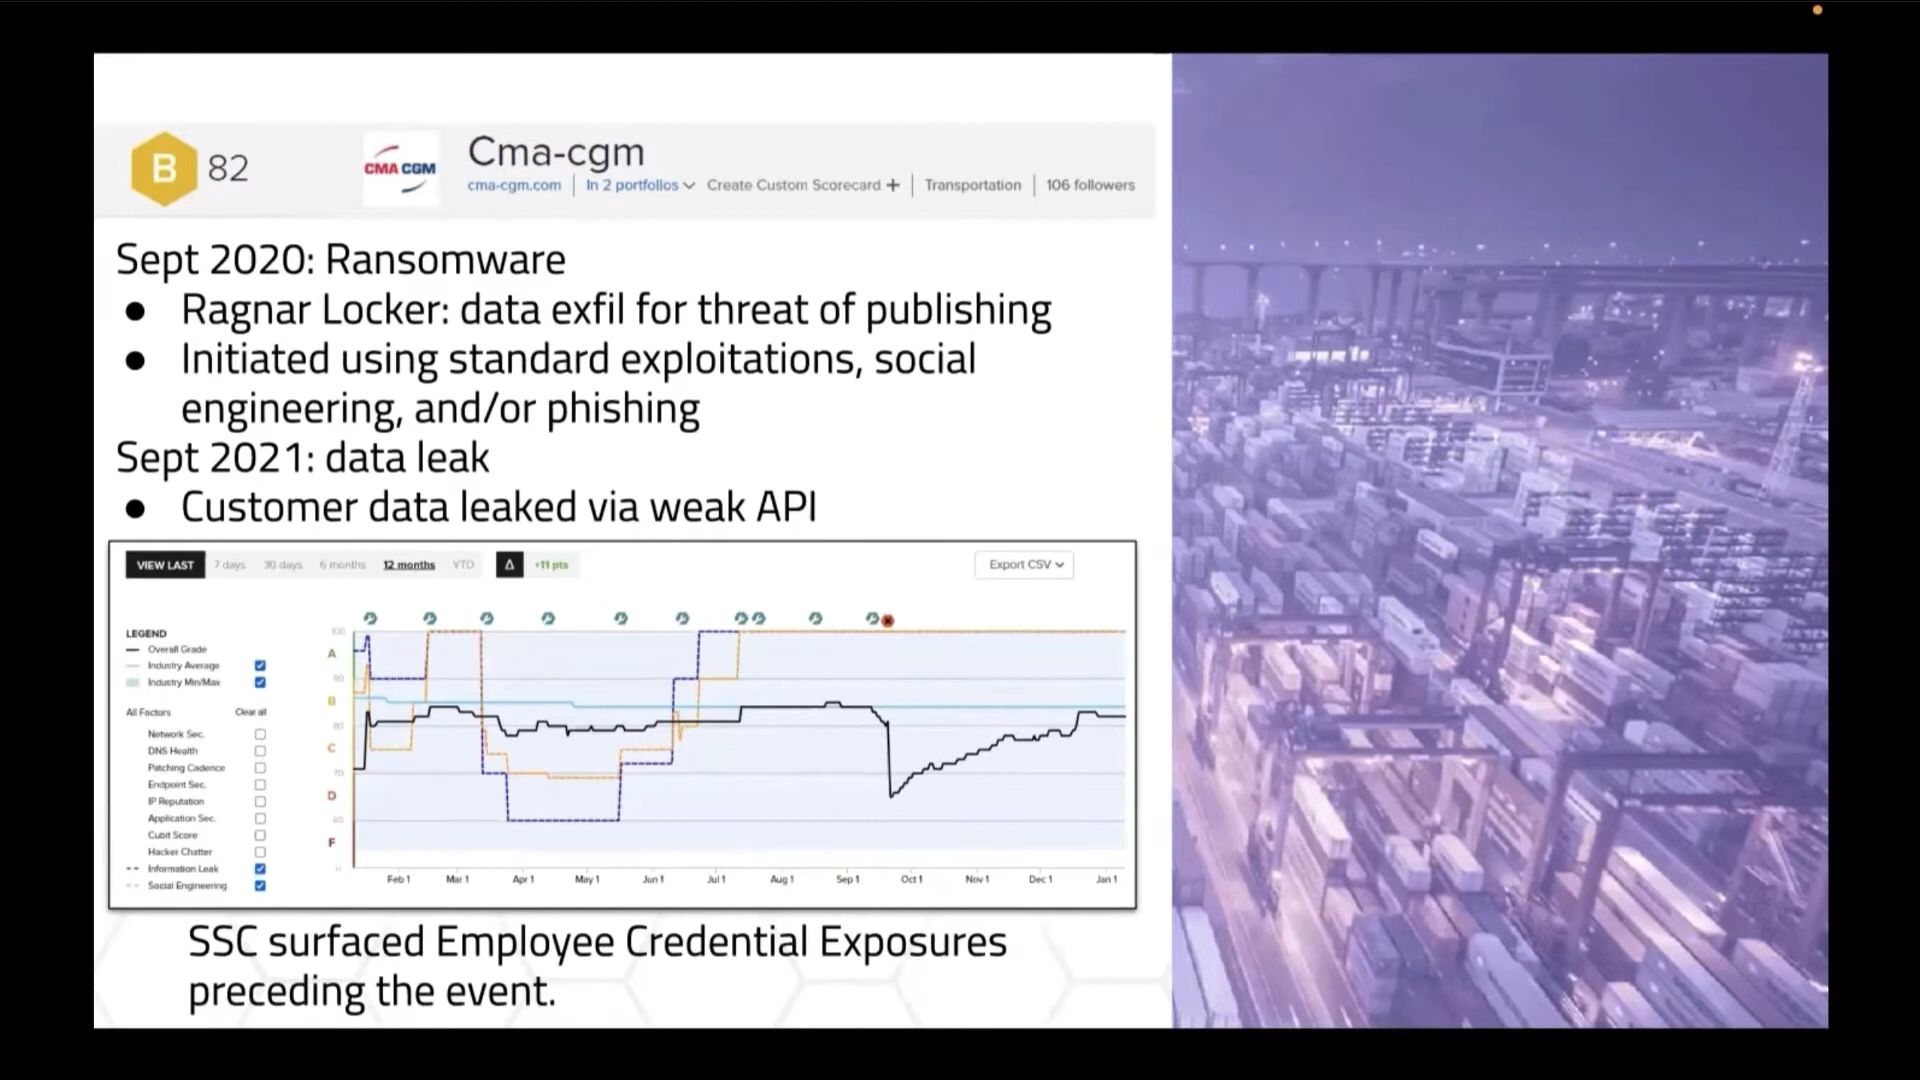 B 82
CMA CGM
Cma-cgm
cma-cgm.com In 2 portfolios Create Custom Scorecard + Transportation 106 followers
Sept 2020: Ransomware
● Ragnar Locker: data exfil for threat of publishing
● Initiated using standard exploitations, social
engineering, and/or phishing
Sept 2021: data leak
● Customer data leaked via weak API
VIEW LAST 7 days 30 days 6 months 12 months YTD Δ +11 pts Export CSV
LEGEND
Overall Grade
Industry Average
Industry Min/Max
All Factors Clear all
Network Sec.
DNS Health
Patching Cadence
Endpoint Sec.
IP Reputation
Application Sec.
Cubit Score
Hacker Chatter
Information Leak
Social Engineering
100
A
90
B
80
C
70
D
60
F
0
Feb 1 Mar 1 Apr 1 May 1 Jun 1 Jul 1 Aug 1 Sep 1 Oct 1 Nov 1 Dec 1 Jan 1
SSC surfaced Employee Credential Exposures
preceding the event.